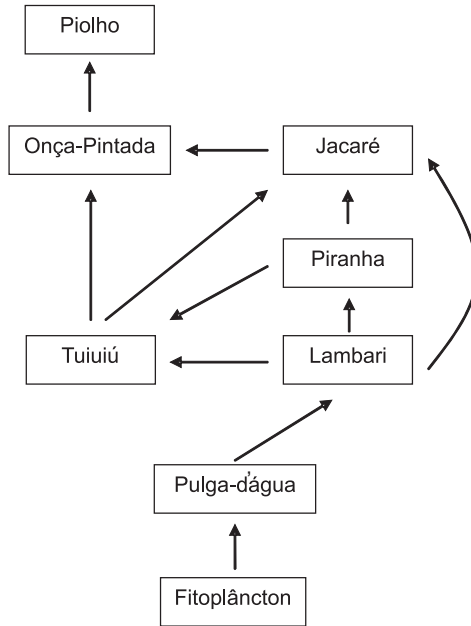 Piolho
Onça-Pintada
Jacaré
Piranha
Tuiuiú
Lambari
Pulga-d'água
Fitoplâncton